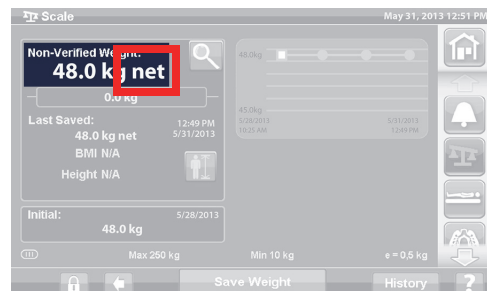 Scale
May 31, 2013 12:51 PM
Non-Verified Weight:
48.0 kg net
0.0 kg
Last Saved:
12:49 PM
48.0 kg net
5/31/2013
BMI N/A
Height N/A
Initial:
5/28/2013
48.0 kg
48.0kg
45.0kg
5/28/2013
10:25 AM
5/31/2013
12:49PM
Max 250 kg
Min 10 kg
e = 0,5 kg
Save Weight
History
?